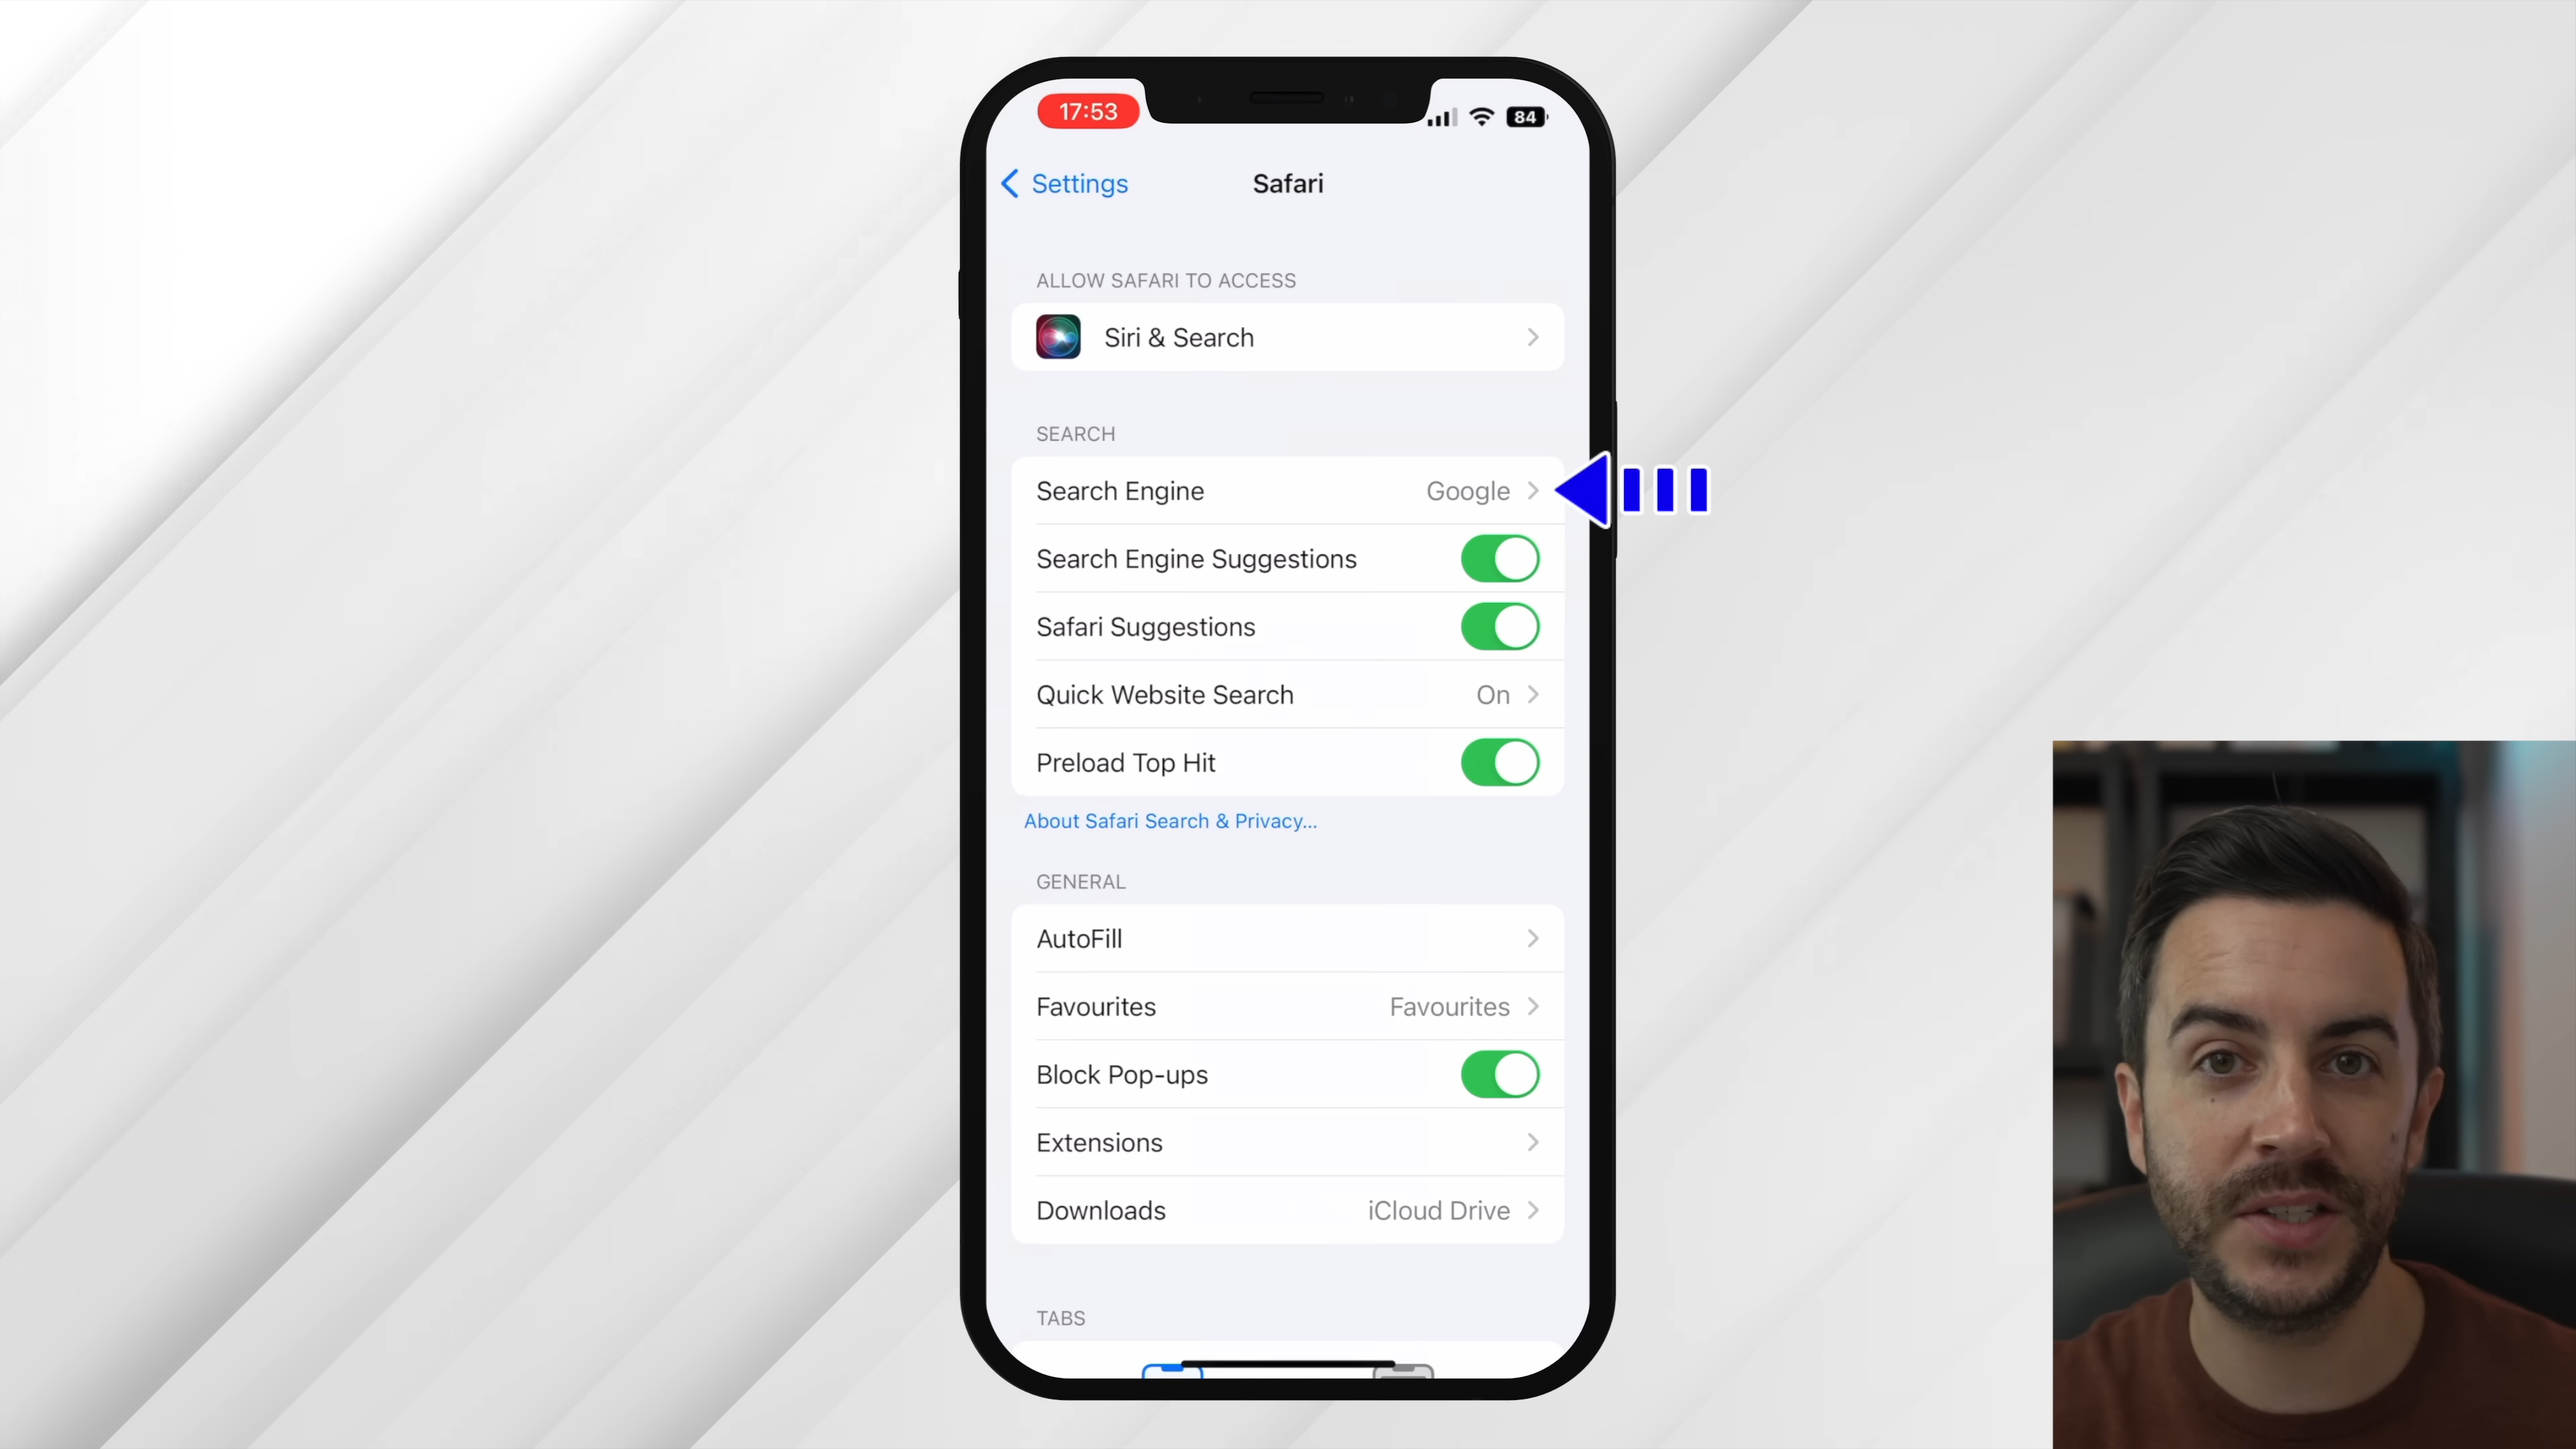 17:53
84
Settings
Safari
ALLOW SAFARI TO ACCESS
Siri & Search
SEARCH
Search Engine Google
Search Engine Suggestions
Safari Suggestions
Quick Website Search On
Preload Top Hit
About Safari Search & Privacy...
GENERAL
AutoFill
Favourites Favourites
Block Pop-ups
Extensions
Downloads iCloud Drive
TABS